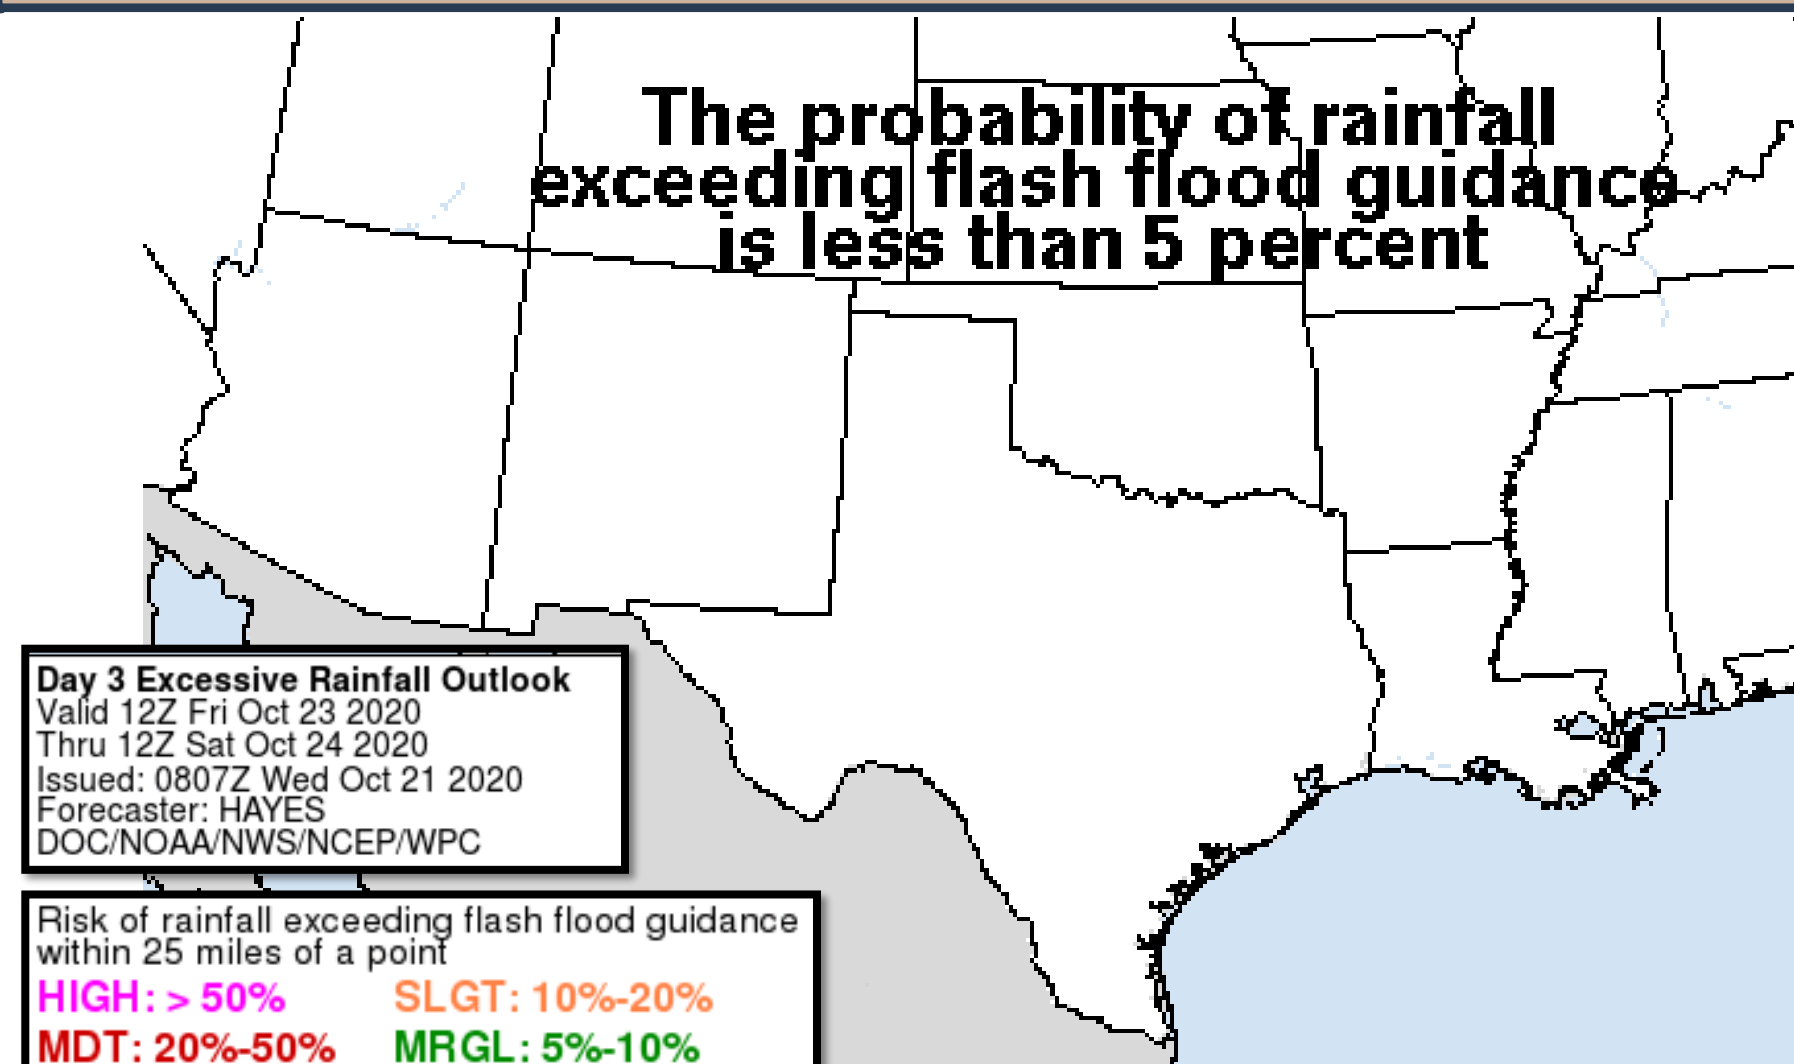 The probability of rainfall
exceeding flash flood guidance
is less than 5 percent
Day 3 Excessive Rainfall Outlook
Valid 12Z Fri Oct 23 2020
Thru 12Z Sat Oct 24 2020
Issued: 0807Z Wed Oct 21 2020
Forecaster: HAYES
DOC/NOAA/NWS/NCEP/WPC
Risk of rainfall exceeding flash flood guidance
within 25 miles of a point
HIGH: > 50% SLGT: 10%-20%
MDT: 20%-50% MRGL: 5%-10%